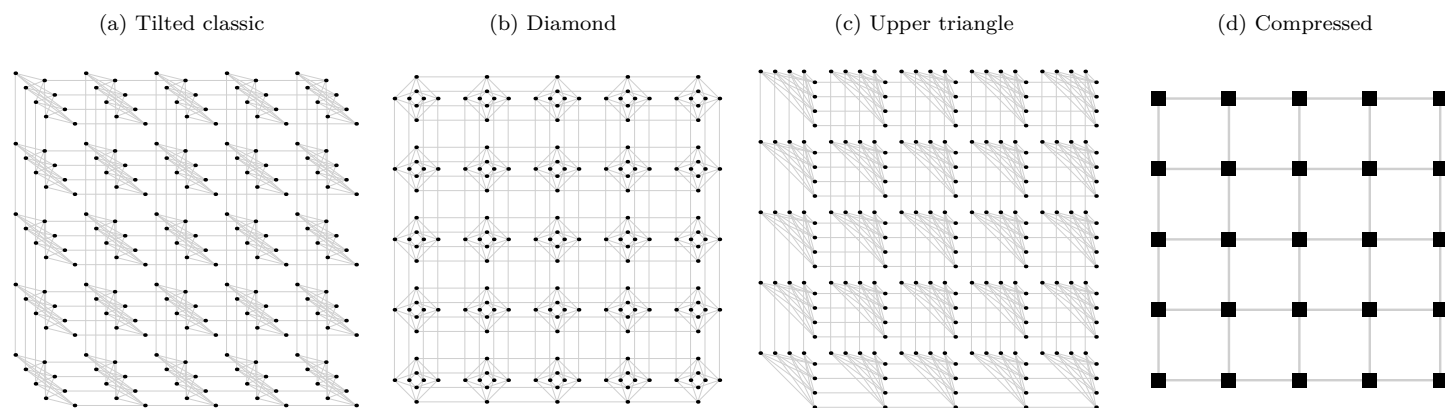 (a) Tilted classic
(b) Diamond
(c) Upper triangle
(d) Compressed